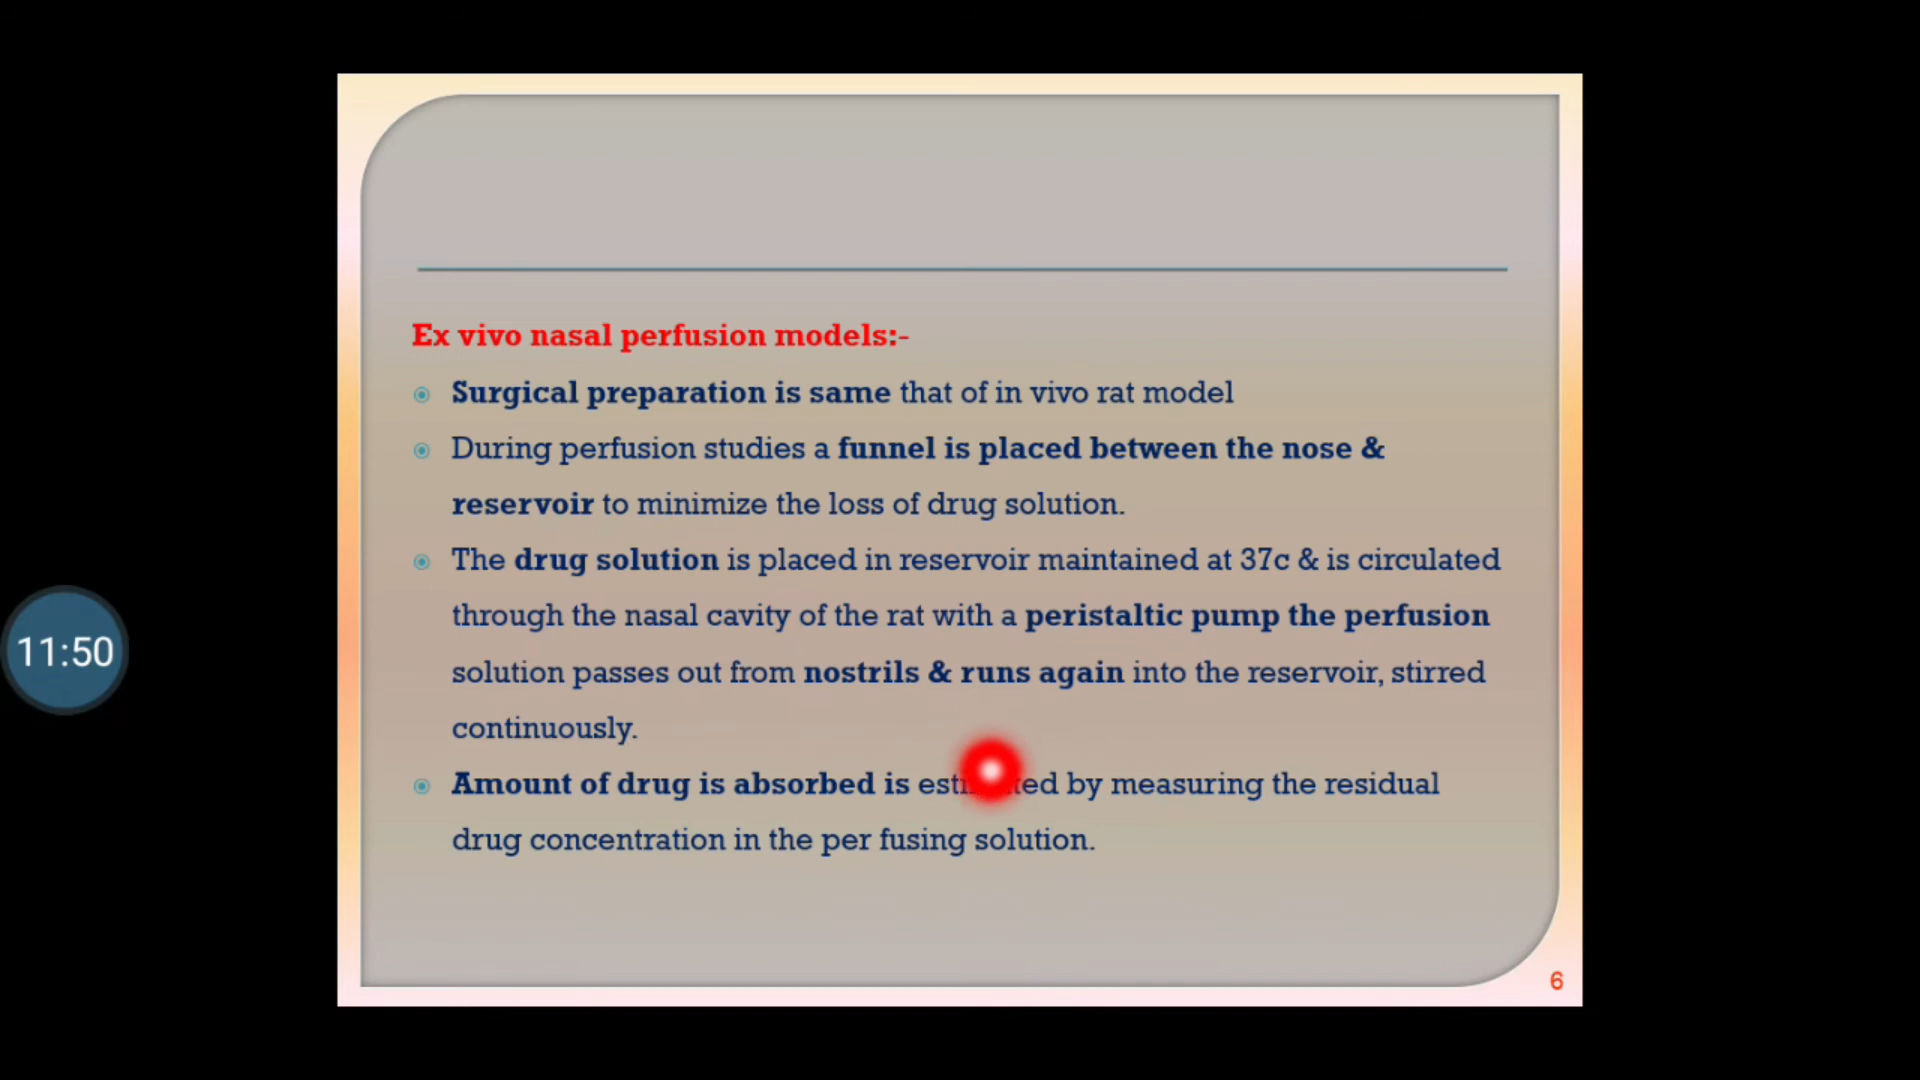 Ex vivo nasal perfusion models:-
Surgical preparation is same that of in vivo rat model
During perfusion studies a funnel is placed between the nose &
reservoir to minimize the loss of drug solution.
The drug solution is placed in reservoir maintained at 37c & is circulated
through the nasal cavity of the rat with a peristaltic pump the perfusion
solution passes out from nostrils & runs again into the reservoir, stirred
continuously.
11:50
Amount of drug is absorbed is estimated by measuring the residual
drug concentration in the per fusing solution.
6